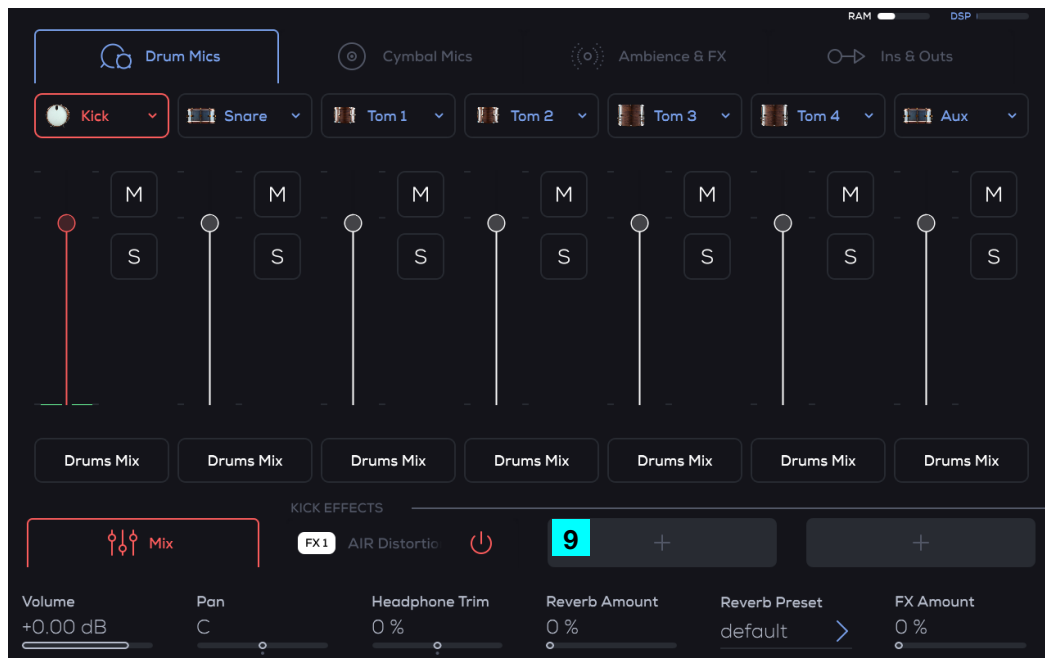 RAM DSP
Drum Mics Cymbal Mics Ambience & FX Ins & Outs
Kick Snare Tom 1 Tom 2 Tom 3 Tom 4 Aux
M M M M M M M
S S S S S S S
Drums Mix Drums Mix Drums Mix Drums Mix Drums Mix Drums Mix Drums Mix
KICK EFFECTS
Mix FX 1 AIR Distortio 9 + +
Volume Pan Headphone Trim Reverb Amount Reverb Preset FX Amount
+0.00 dB C 0 % 0 % default 0 %